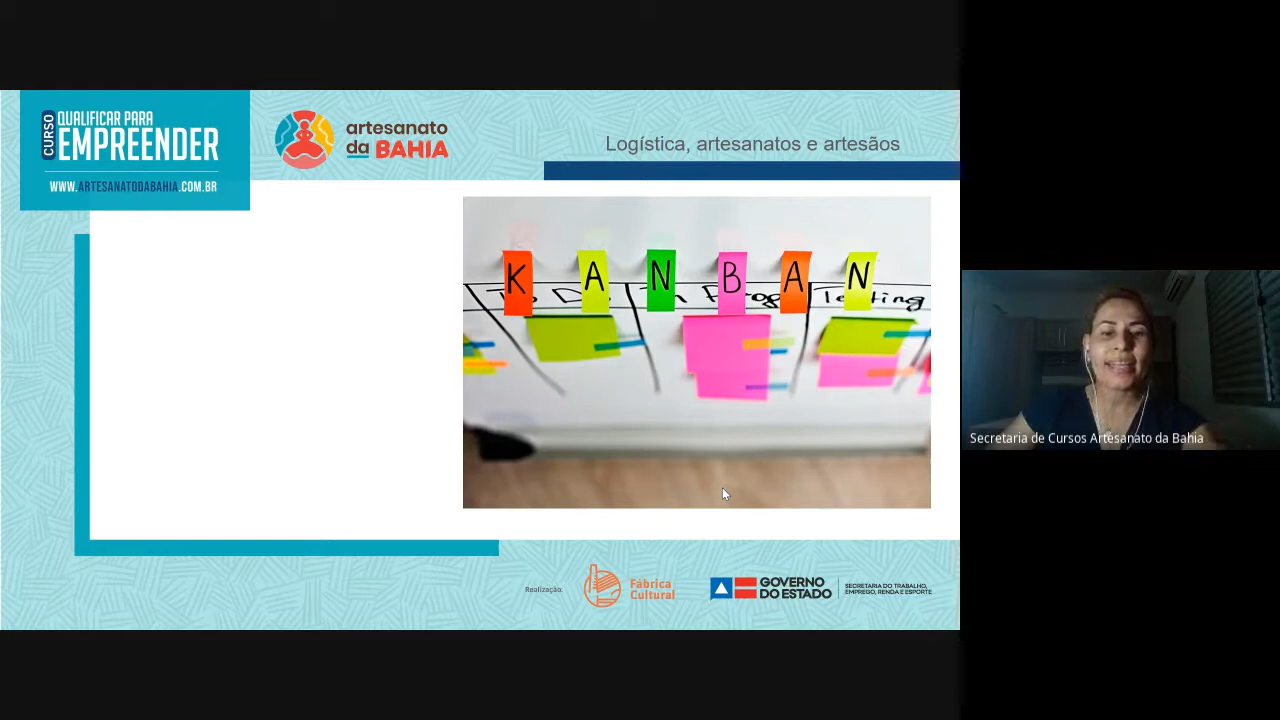 CURSO
QUALIFICAR PARA
EMPREENDER
WWW.ARTESANATODABAHIA.COM.BR
artesanato
da BAHIA
Logística, artesanatos e artesãos
K A N B A N
Realização:
Fábrica
Cultural
GOVERNO
DO ESTADO
SECRETARIA DO TRABALHO,
EMPREGO, RENDA E ESPORTE
Secretaria de Cursos Artesanato da Bahia